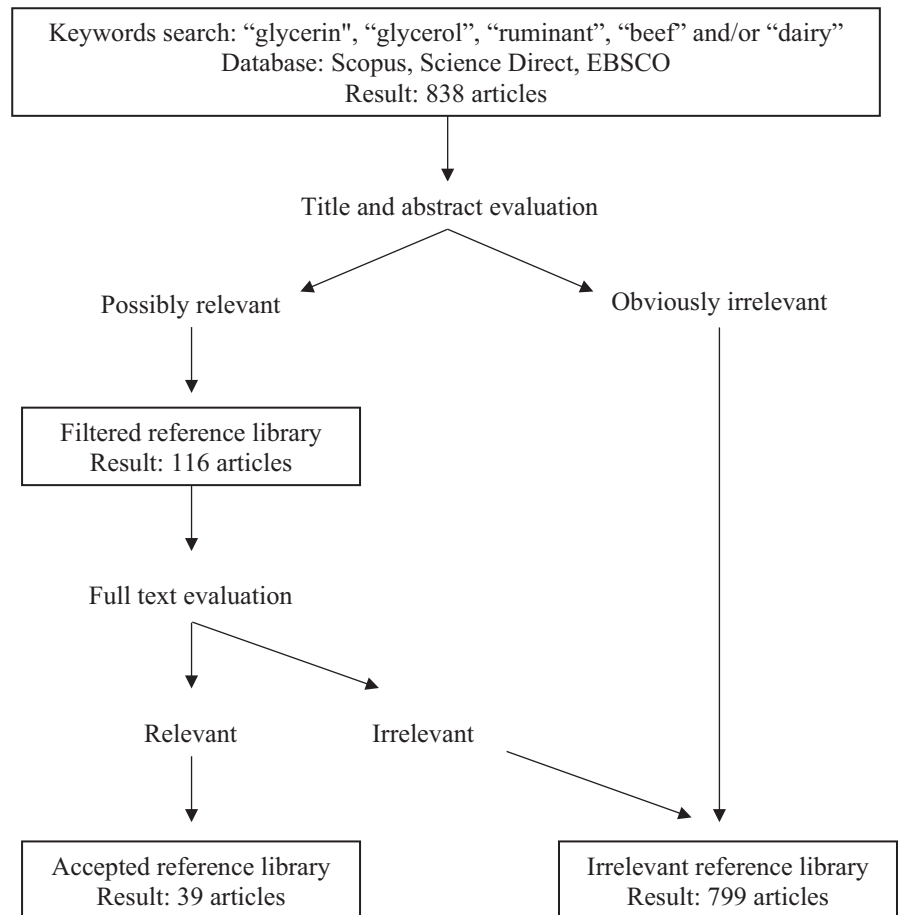 Keywords search: “glycerin", “glycerol”, “ruminant”, “beef” and/or “dairy”
Database: Scopus, Science Direct, EBSCO
Result: 838 articles
Title and abstract evaluation
Possibly relevant
Obviously irrelevant
Filtered reference library
Result: 116 articles
Full text evaluation
Relevant
Irrelevant
Accepted reference library
Result: 39 articles
Irrelevant reference library
Result: 799 articles